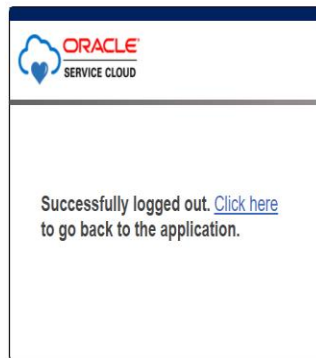 ORACLE
SERVICE CLOUD
Successfully logged out. Click here
to go back to the application.